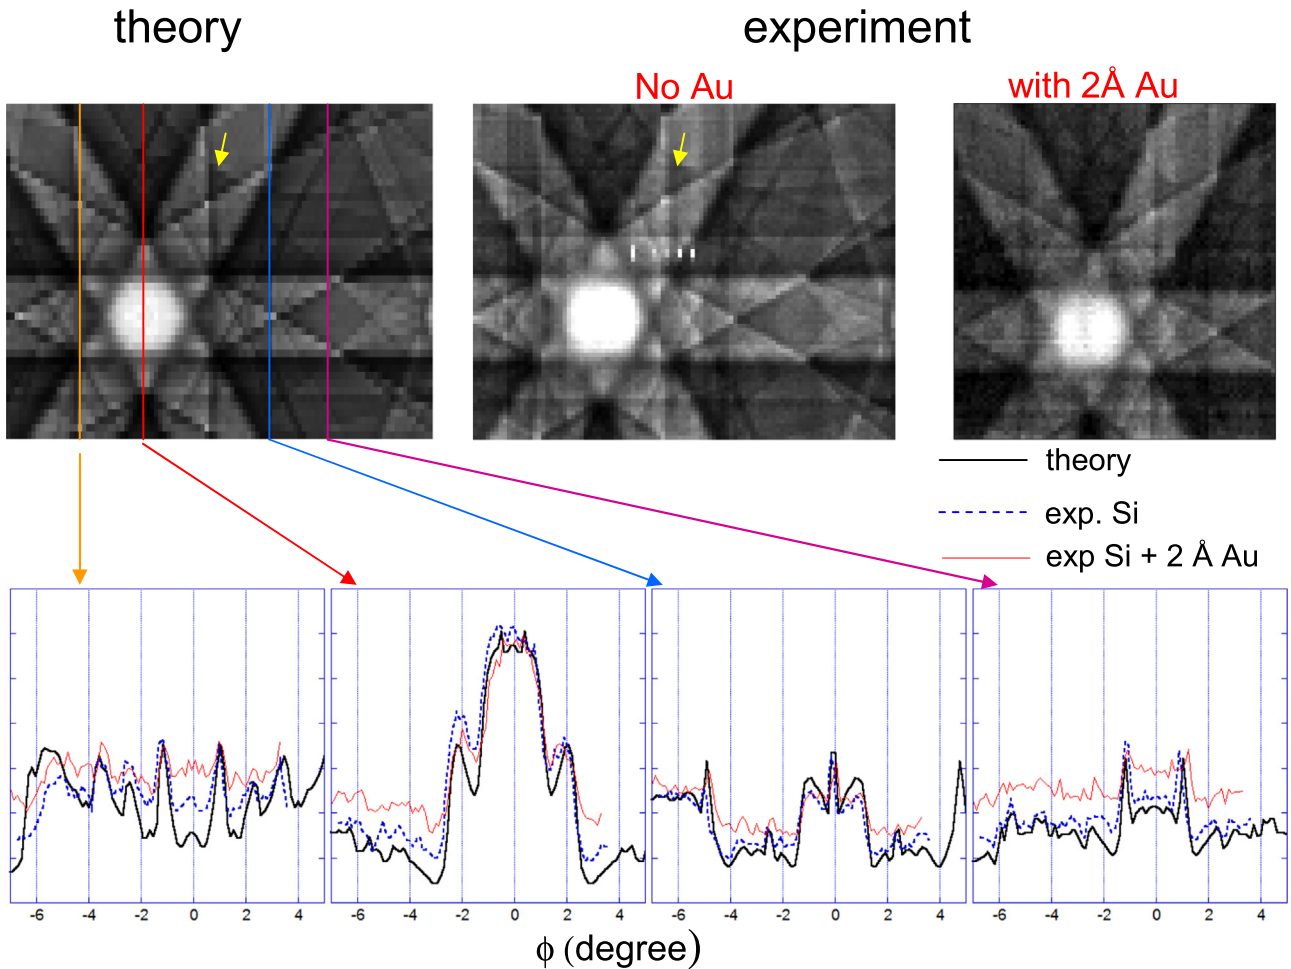 theory
experiment
No Au
with 2Å Au
theory
exp. Si
exp Si + 2 Å Au
-6 -4 -2 0 2 4
-6 -4 -2 0 2 4
-6 -4 -2 0 2 4
-6 -4 -2 0 2 4
ϕ (degree)